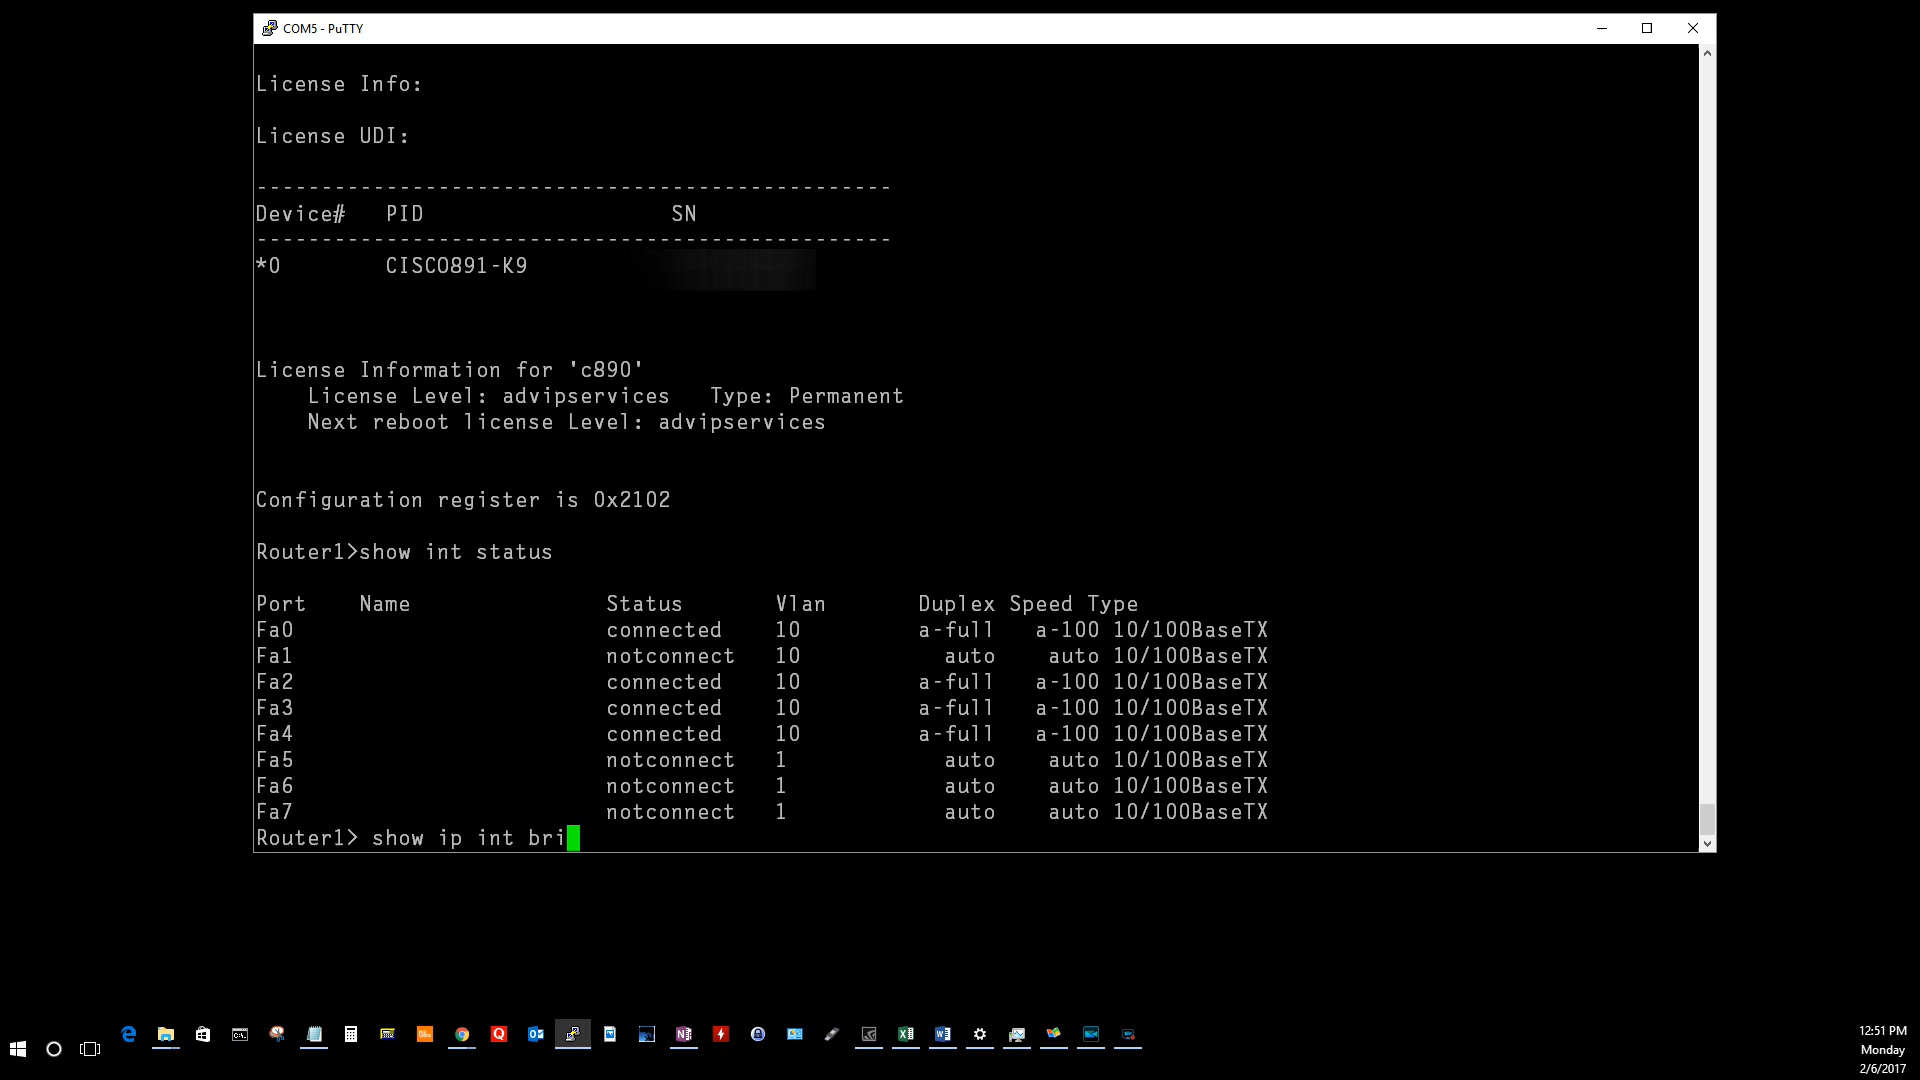 COM5 - PuTTY
License Info:
License UDI:
-------------------------------------------------
Device#   PID                   SN
-------------------------------------------------
*0        CISCO891-K9
License Information for 'c890'
    License Level: advipservices   Type: Permanent
    Next reboot license Level: advipservices
Configuration register is 0x2102
Router1>show int status
Port    Name               Status       Vlan       Duplex Speed Type
Fa0                        connected    10         a-full   a-100 10/100BaseTX
Fa1                        notconnect   10           auto    auto 10/100BaseTX
Fa2                        connected    10         a-full   a-100 10/100BaseTX
Fa3                        connected    10         a-full   a-100 10/100BaseTX
Fa4                        connected    10         a-full   a-100 10/100BaseTX
Fa5                        notconnect   1            auto    auto 10/100BaseTX
Fa6                        notconnect   1            auto    auto 10/100BaseTX
Fa7                        notconnect   1            auto    auto 10/100BaseTX
Router1> show ip int bri
12:51 PM
Monday
2/6/2017